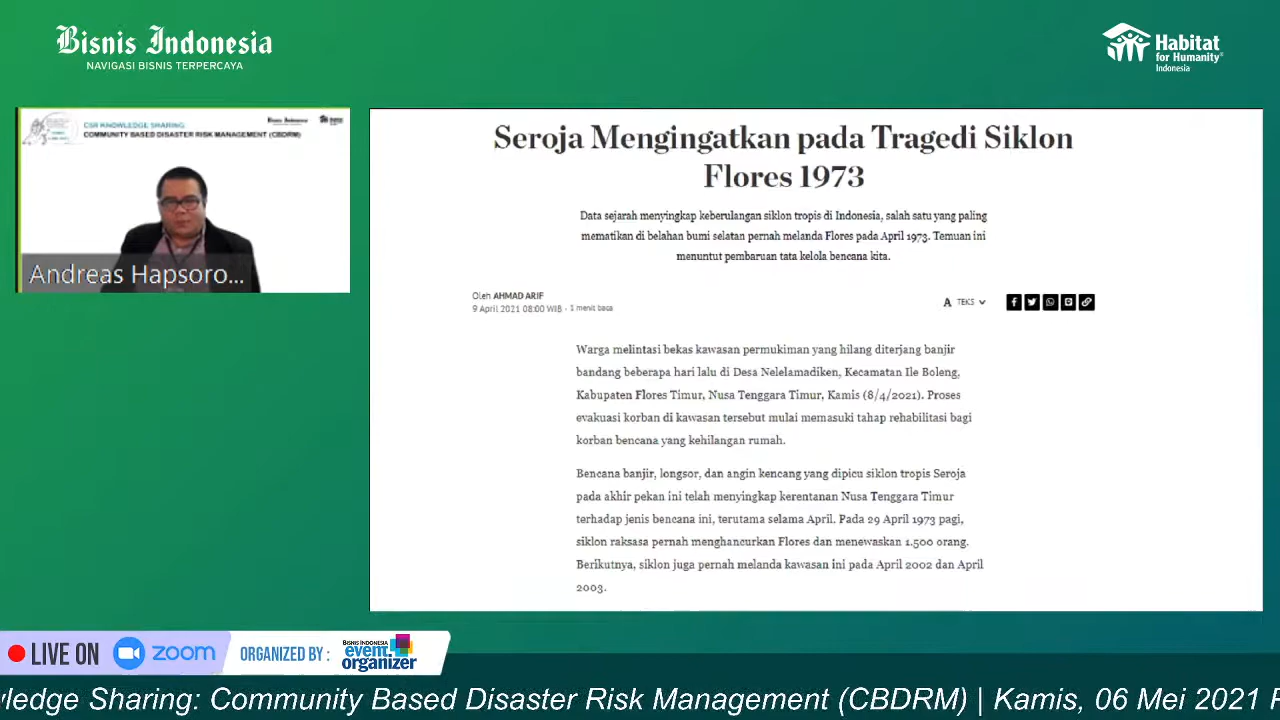 Bisnis Indonesia
NAVIGASI BISNIS TERPERCAYA
Habitat
for Humanity®
Indonesia
CSR KNOWLEDGE SHARING
COMMUNITY BASED DISASTER RISK MANAGEMENT (CBDRM)
Andreas Hapsoro...
Seroja Mengingatkan pada Tragedi Siklon
Flores 1973
Data sejarah menyingkap keberulangan siklon tropis di Indonesia, salah satu yang paling
mematikan di belahan bumi selatan pernah melanda Flores pada April 1973. Temuan ini
menuntut pembaruan tata kelola bencana kita.
Oleh AHMAD ARIF
9 April 2021 08:00 WIB · 1 menit baca
A TEKS
Warga melintasi bekas kawasan permukiman yang hilang diterjang banjir
bandang beberapa hari lalu di Desa Nelelamadiken, Kecamatan Ile Boleng,
Kabupaten Flores Timur, Nusa Tenggara Timur, Kamis (8/4/2021). Proses
evakuasi korban di kawasan tersebut mulai memasuki tahap rehabilitasi bagi
korban bencana yang kehilangan rumah.
Bencana banjir, longsor, dan angin kencang yang dipicu siklon tropis Seroja
pada akhir pekan ini telah menyingkap kerentanan Nusa Tenggara Timur
terhadap jenis bencana ini, terutama selama April. Pada 29 April 1973 pagi,
siklon raksasa pernah menghancurkan Flores dan menewaskan 1.500 orang.
Berikutnya, siklon juga pernah melanda kawasan ini pada April 2002 dan April
2003.
LIVE ON zoom ORGANIZED BY :
BISNIS INDONESIA
event
organizer
wledge Sharing: Community Based Disaster Risk Management (CBDRM) | Kamis, 06 Mei 2021 P